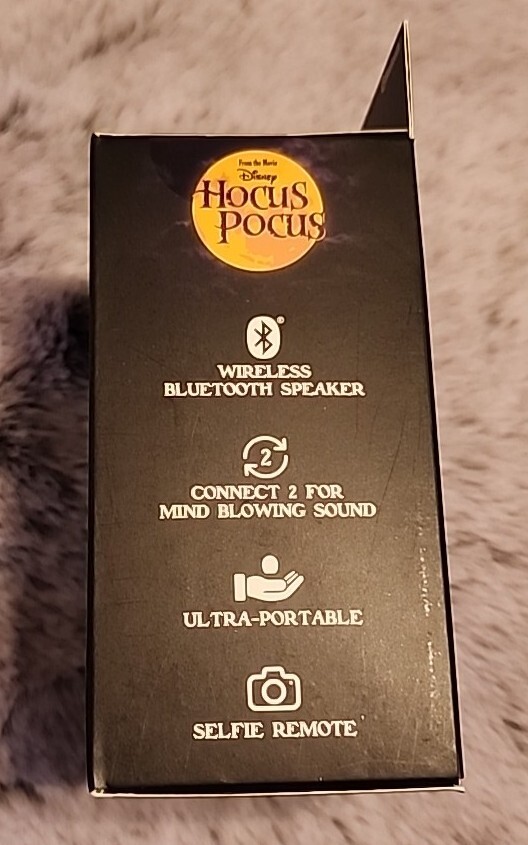 From the Movie
Disney
HOCUS
POCUS
WIRELESS
BLUETOOTH SPEAKER
2
CONNECT 2 FOR
MIND BLOWING SOUND
ULTRA-PORTABLE
SELFIE REMOTE